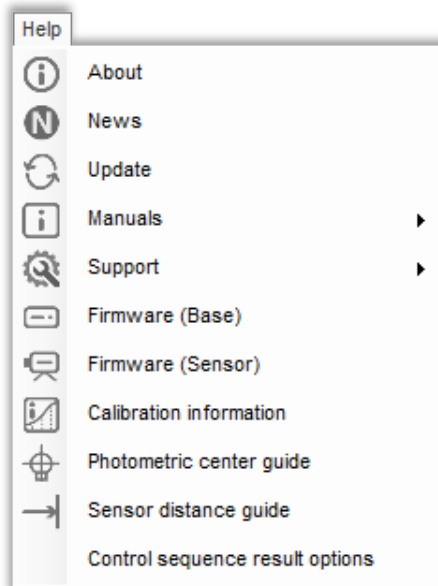 Help
About
News
Update
Manuals
Support
Firmware (Base)
Firmware (Sensor)
Calibration information
Photometric center guide
Sensor distance guide
Control sequence result options